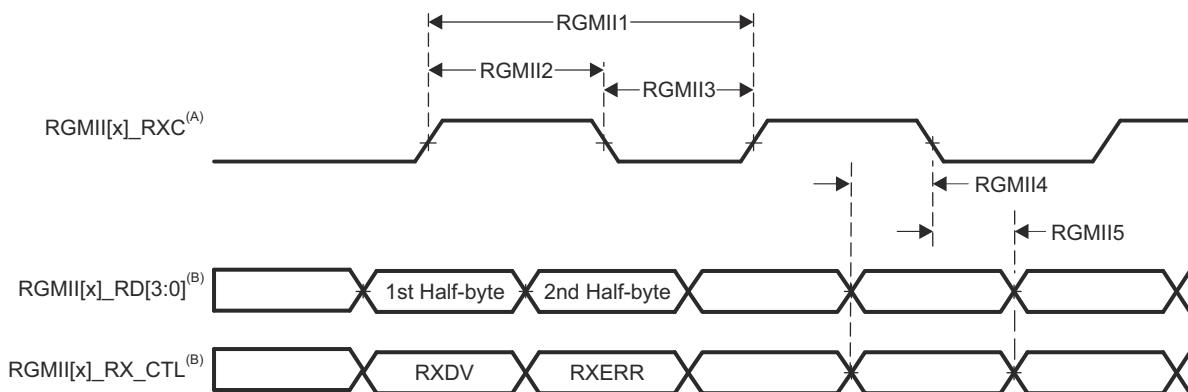 RGMII1
RGMII2
RGMII3
RGMII[x]_RXC(A)
RGMII4
RGMII5
RGMII[x]_RD[3:0](B)
1st Half-byte
2nd Half-byte
RGMII[x]_RX_CTL(B)
RXDV
RXERR